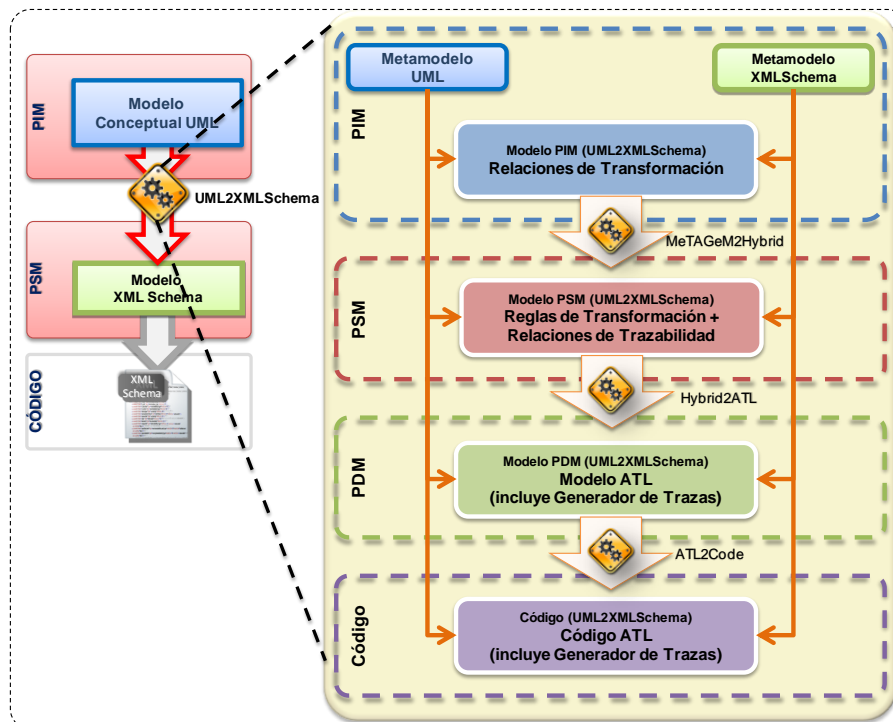 PIM
Modelo
Conceptual UML
UML2XMLSchema
PSM
Modelo
XML Schema
CÓDIGO
XML
Schema
Metamodelo
UML
Metamodelo
XMLSchema
PIM
Modelo PIM (UML2XMLSchema)
Relaciones de Transformación
MeTAGeM2Hybrid
PSM
Modelo PSM (UML2XMLSchema)
Reglas de Transformación +
Relaciones de Trazabilidad
Hybrid2ATL
PDM
Modelo PDM (UML2XMLSchema)
Modelo ATL
(incluye Generador de Trazas)
ATL2Code
Código
Código (UML2XMLSchema)
Código ATL
(incluye Generador de Trazas)